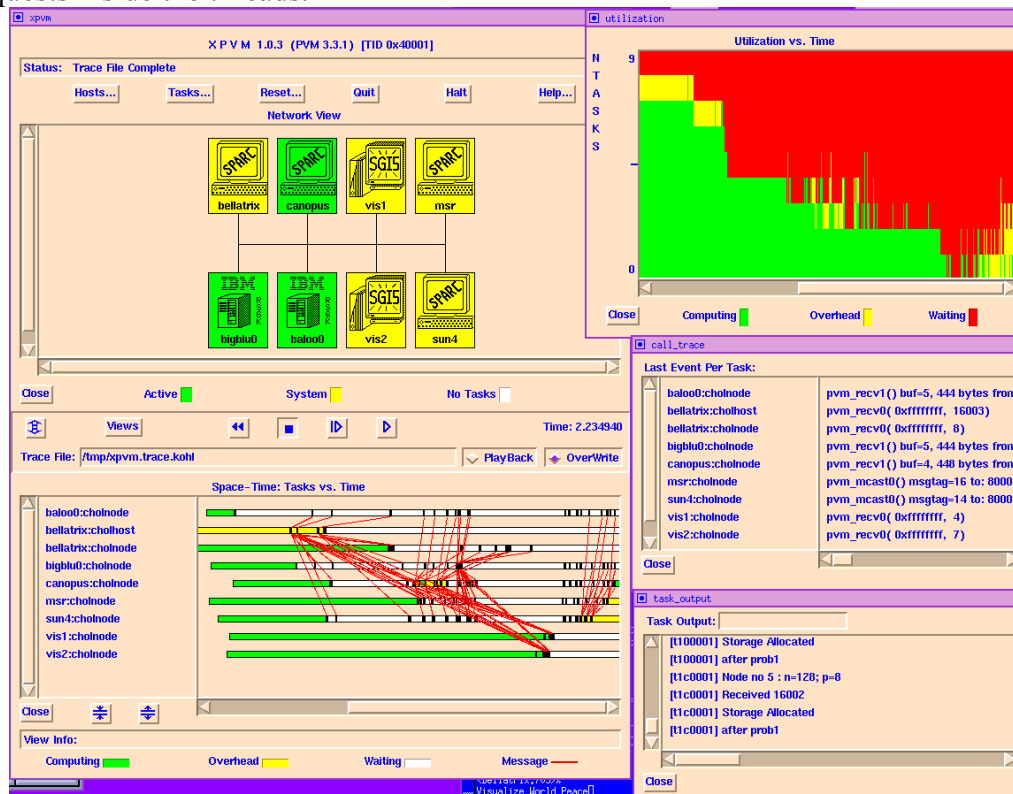 xpvm
X P V M 1.0.3 (PVM 3.3.1) [TID 0x40001]
Status: Trace File Complete
Hosts... Tasks... Reset... Quit Halt Help...
Network View
SPARC SPARC SGI5 SPARC
bellatrix canopus vis1 msr
IBM IBM SGI5 SPARC
bigblu0 baloo0 vis2 sun4
Close Active System No Tasks
Views Time: 2.234940
Trace File: /tmp/xpvm.trace.kohl PlayBack OverWrite
Space-Time: Tasks vs. Time
baloo0:cholnode
bellatrix:cholhost
bellatrix:cholnode
bigblu0:cholnode
canopus:cholnode
msr:cholnode
sun4:cholnode
vis1:cholnode
vis2:cholnode
Close
View Info:
Computing Overhead Waiting Message
utilization
Utilization vs. Time
NTASKS
9
0
Close Computing Overhead Waiting
call_trace
Last Event Per Task:
baloo0:cholnode pvm_recv1() buf=5, 444 bytes from
bellatrix:cholhost pvm_recv0( 0xffffffff, 16003)
bellatrix:cholnode pvm_recv0( 0xffffffff, 8)
bigblu0:cholnode pvm_recv1() buf=5, 444 bytes from
canopus:cholnode pvm_recv1() buf=4, 448 bytes from
msr:cholnode pvm_mcast0() msgtag=16 to: 8000
sun4:cholnode pvm_mcast0() msgtag=14 to: 8000
vis1:cholnode pvm_recv0( 0xffffffff, 4)
vis2:cholnode pvm_recv0( 0xffffffff, 7)
Close
task_output
Task Output:
[t100001] Storage Allocated
[t100001] after prob1
[t1c0001] Node no 5 : n=128; p=8
[t1c0001] Received 16002
[t1c0001] Storage Allocated
[t1c0001] after prob1
Close
Visualize World Peace